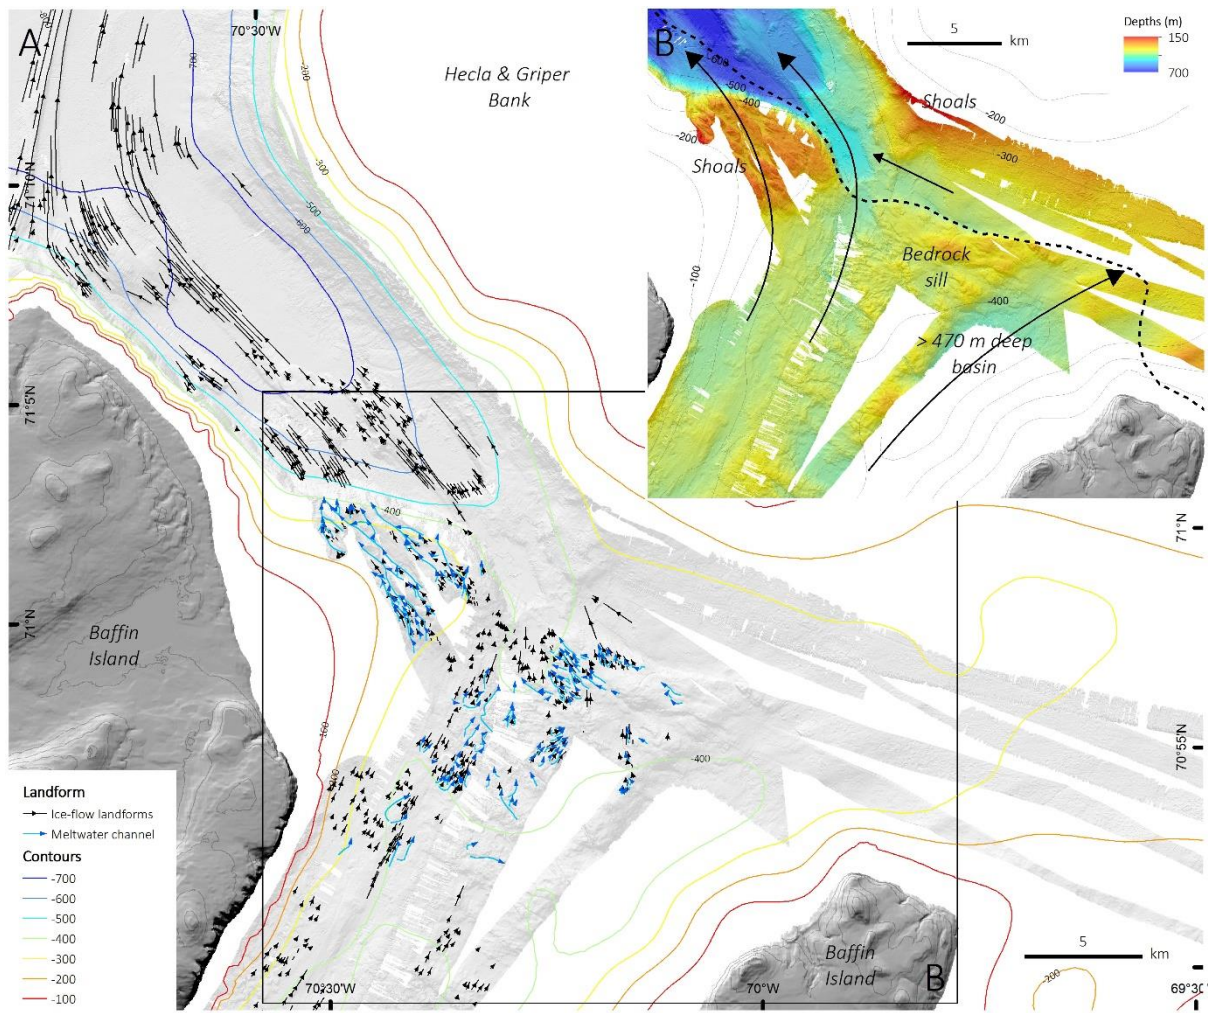 A
-600
70°30'W
-200
700
Hecla & Griper
Bank
-300
-500
-600
71°10'N
71°5'N
71°N
-400
Baffin
Island
-100
-400
B
5
km
Depths (m)
150
700
-600
-500
-400
-200
Shoals
-200
-300
Shoals
-100
Bedrock
sill
-400
> 470 m deep
basin
71°N
70°55'N
Landform
Ice-flow landforms
Meltwater channel
Contours
-700
-600
-500
-400
-300
-200
-100
Baffin
Island
B
5
km
-200
70°30'W
70°W
69°30'